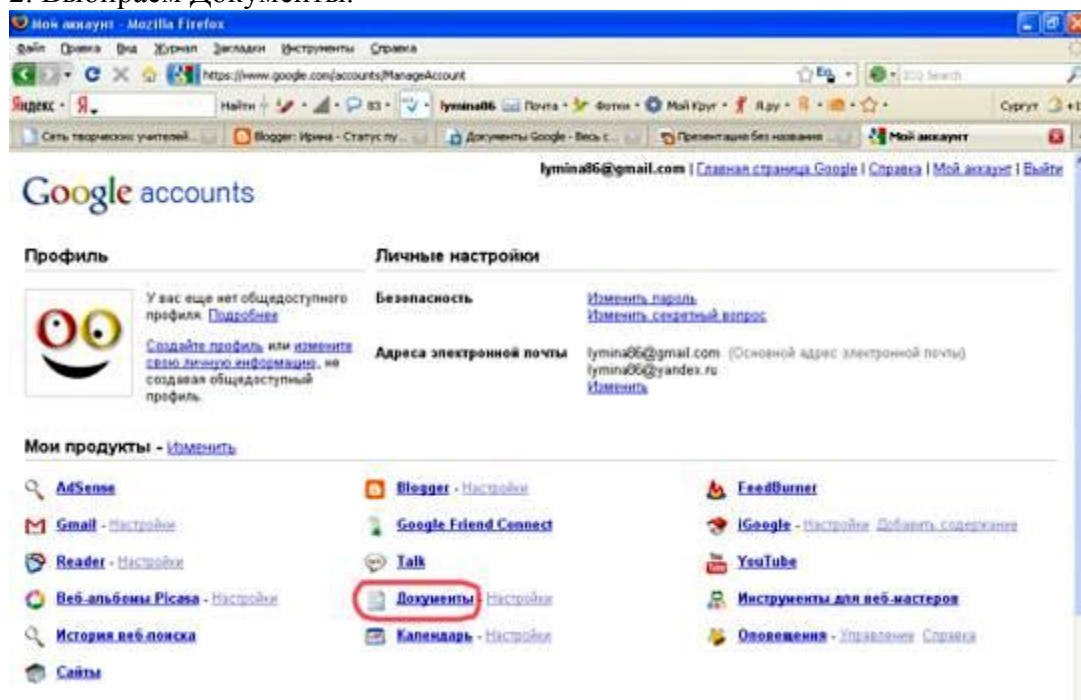 2. Выбираем Документы.
Мой аккаунт - Mozilla Firefox
Файл Правка Вид Журнал Закладки Инструменты Справка
https://www.google.com/accounts/ManageAccount
Яндекс Я Найти 83 lymina86 Почта Фотки Мой Круг Я.ру Сургут
Сеть творческих учителей Blogger: Ирина - Статус пу... Документы Google - Весь с... Презентация без названия Мой аккаунт
lymina86@gmail.com | Главная страница Google | Справка | Мой аккаунт | Выйти
Google accounts
Профиль
У вас еще нет общедоступного
профиля. Подробнее
Создайте профиль или измените
свою личную информацию, не
создавая общедоступный
профиль.
Личные настройки
Безопасность
Изменить пароль
Изменить секретный вопрос
Адреса электронной почты
lymina86@gmail.com (Основной адрес электронной почты)
lymina86@yandex.ru
Изменить
Мои продукты - Изменить
AdSense
Blogger - Настройки
FeedBurner
Gmail - Настройки
Google Friend Connect
iGoogle - Настройки Добавить содержание
Reader - Настройки
Talk
YouTube
Веб-альбомы Picasa - Настройки
Документы - Настройки
Инструменты для веб-мастеров
История веб-поиска
Календарь - Настройки
Оповещения - Управление Справка
Сайты